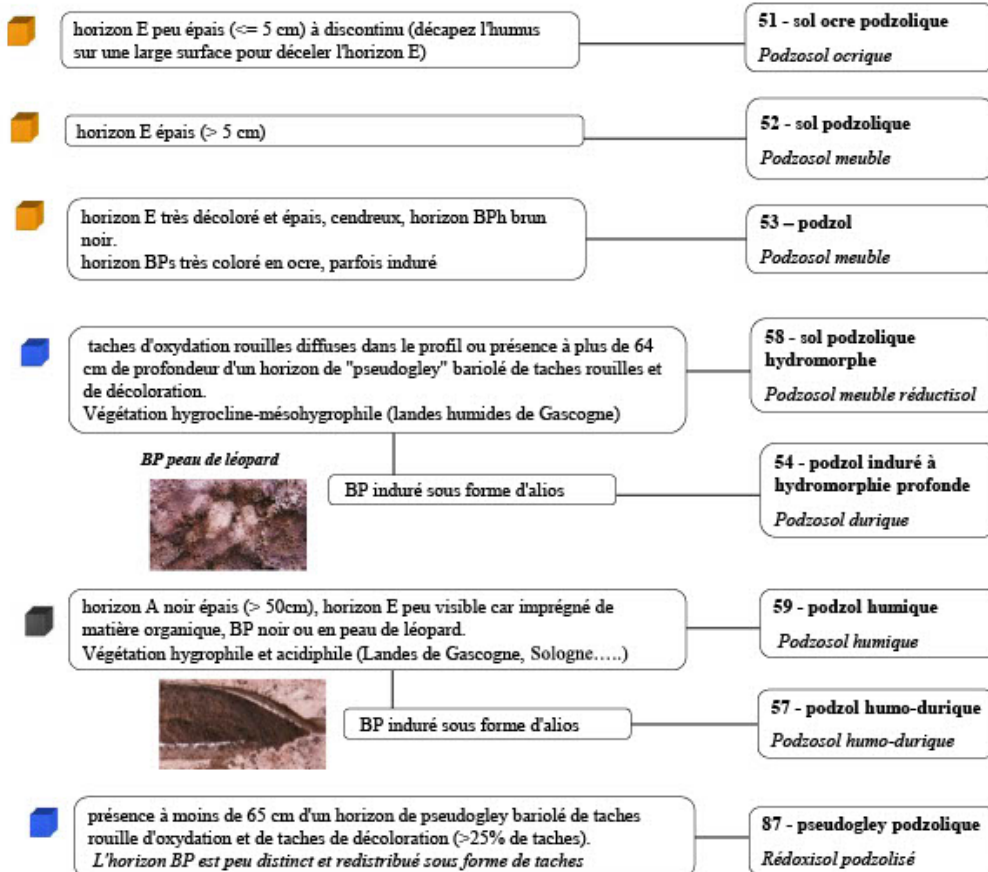 horizon E peu épais (<= 5 cm) à discontinu (décapez l'humus
sur une large surface pour déceler l'horizon E)
51 - sol ocre podzolique
Podzosol ocrique
horizon E épais (> 5 cm)
52 - sol podzolique
Podzosol meuble
horizon E très décoloré et épais, cendreux, horizon BPh brun
noir.
horizon BPs très coloré en ocre, parfois induré
53 – podzol
Podzosol meuble
taches d'oxydation rouilles diffuses dans le profil ou présence à plus de 64
cm de profondeur d'un horizon de "pseudogley" bariolé de taches rouilles et
de décoloration.
Végétation hygrocline-mésohygrophile (landes humides de Gascogne)
58 - sol podzolique
hydromorphe
Podzosol meuble réductisol
BP peau de léopard
BP induré sous forme d'alios
54 - podzol induré à
hydromorphie profonde
Podzosol durique
horizon A noir épais (> 50cm), horizon E peu visible car imprégné de
matière organique, BP noir ou en peau de léopard.
Végétation hygrophile et acidiphile (Landes de Gascogne, Sologne…..)
59 - podzol humique
Podzosol humique
BP induré sous forme d'alios
57 - podzol humo-durique
Podzosol humo-durique
présence à moins de 65 cm d'un horizon de pseudogley bariolé de taches
rouille d'oxydation et de taches de décoloration (>25% de taches).
L'horizon BP est peu distinct et redistribué sous forme de taches
87 - pseudogley podzolique
Rédoxisol podzolisé